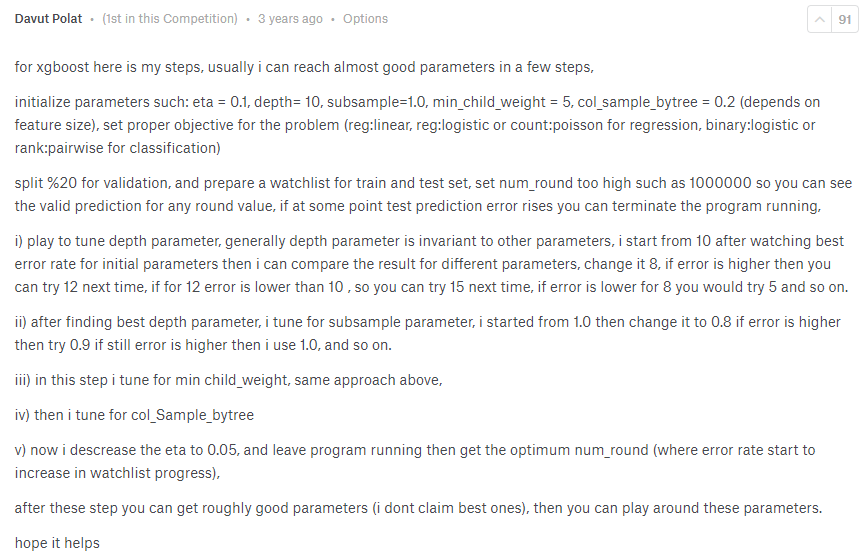 Davut Polat • (1st in this Competition) • 3 years ago • Options
91
for xgboost here is my steps, usually i can reach almost good parameters in a few steps,
initialize parameters such: eta = 0.1, depth= 10, subsample=1.0, min_child_weight = 5, col_sample_bytree = 0.2 (depends on
feature size), set proper objective for the problem (reg:linear, reg:logistic or count:poisson for regression, binary:logistic or
rank:pairwise for classification)
split %20 for validation, and prepare a watchlist for train and test set, set num_round too high such as 1000000 so you can see
the valid prediction for any round value, if at some point test prediction error rises you can terminate the program running,
i) play to tune depth parameter, generally depth parameter is invariant to other parameters, i start from 10 after watching best
error rate for initial parameters then i can compare the result for different parameters, change it 8, if error is higher then you
can try 12 next time, if for 12 error is lower than 10 , so you can try 15 next time, if error is lower for 8 you would try 5 and so on.
ii) after finding best depth parameter, i tune for subsample parameter, i started from 1.0 then change it to 0.8 if error is higher
then try 0.9 if still error is higher then i use 1.0, and so on.
iii) in this step i tune for min child_weight, same approach above,
iv) then i tune for col_Sample_bytree
v) now i descrease the eta to 0.05, and leave program running then get the optimum num_round (where error rate start to
increase in watchlist progress),
after these step you can get roughly good parameters (i dont claim best ones), then you can play around these parameters.
hope it helps